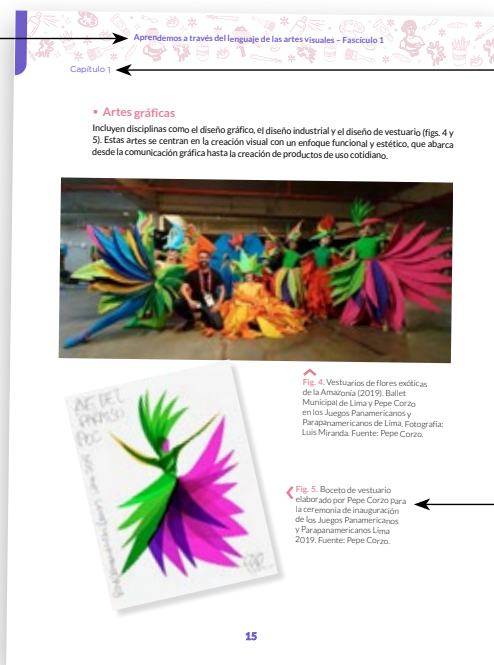 Aprendemos a través del lenguaje de las artes visuales – Fascículo 1
Capítulo 1
▪ Artes gráficas
Incluyen disciplinas como el diseño gráfico, el diseño industrial y el diseño de vestuario (figs. 4 y
5). Estas artes se centran en la creación visual con un enfoque funcional y estético, que abarca
desde la comunicación gráfica hasta la creación de productos de uso cotidiano.
Fig. 4. Vestuarios de flores exóticas
de la Amazonía (2019). Ballet
Municipal de Lima y Pepe Corzo
en los Juegos Panamericanos y
Parapanamericanos de Lima, Fotografía:
Luis Miranda. Fuente: Pepe Corzo.
AVE DEL
PARAISO
Fig. 5. Boceto de vestuario
elaborado por Pepe Corzo para
la ceremonia de inauguración
de los Juegos Panamericanos
y Parapanamericanos Lima
2019. Fuente: Pepe Corzo.
15